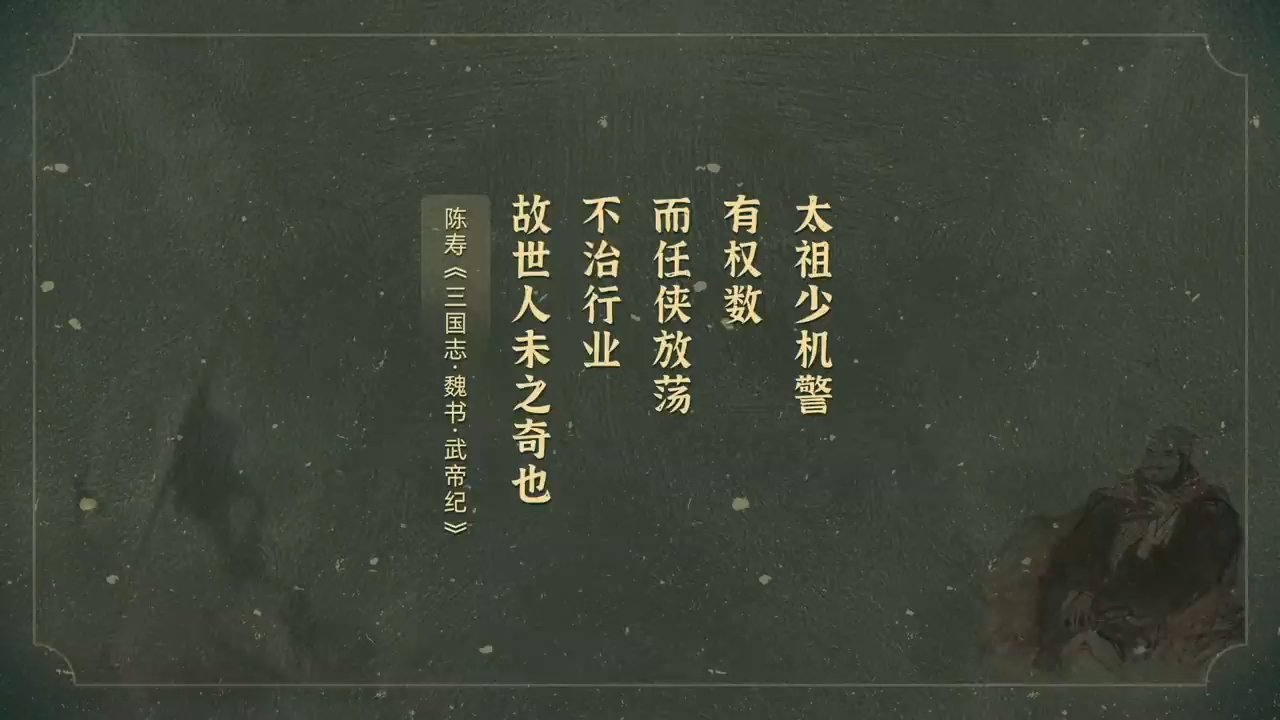 太祖少机警
有权数
而任侠放荡
不治行业
故世人未之奇也
陈寿《三国志·魏书·武帝纪》